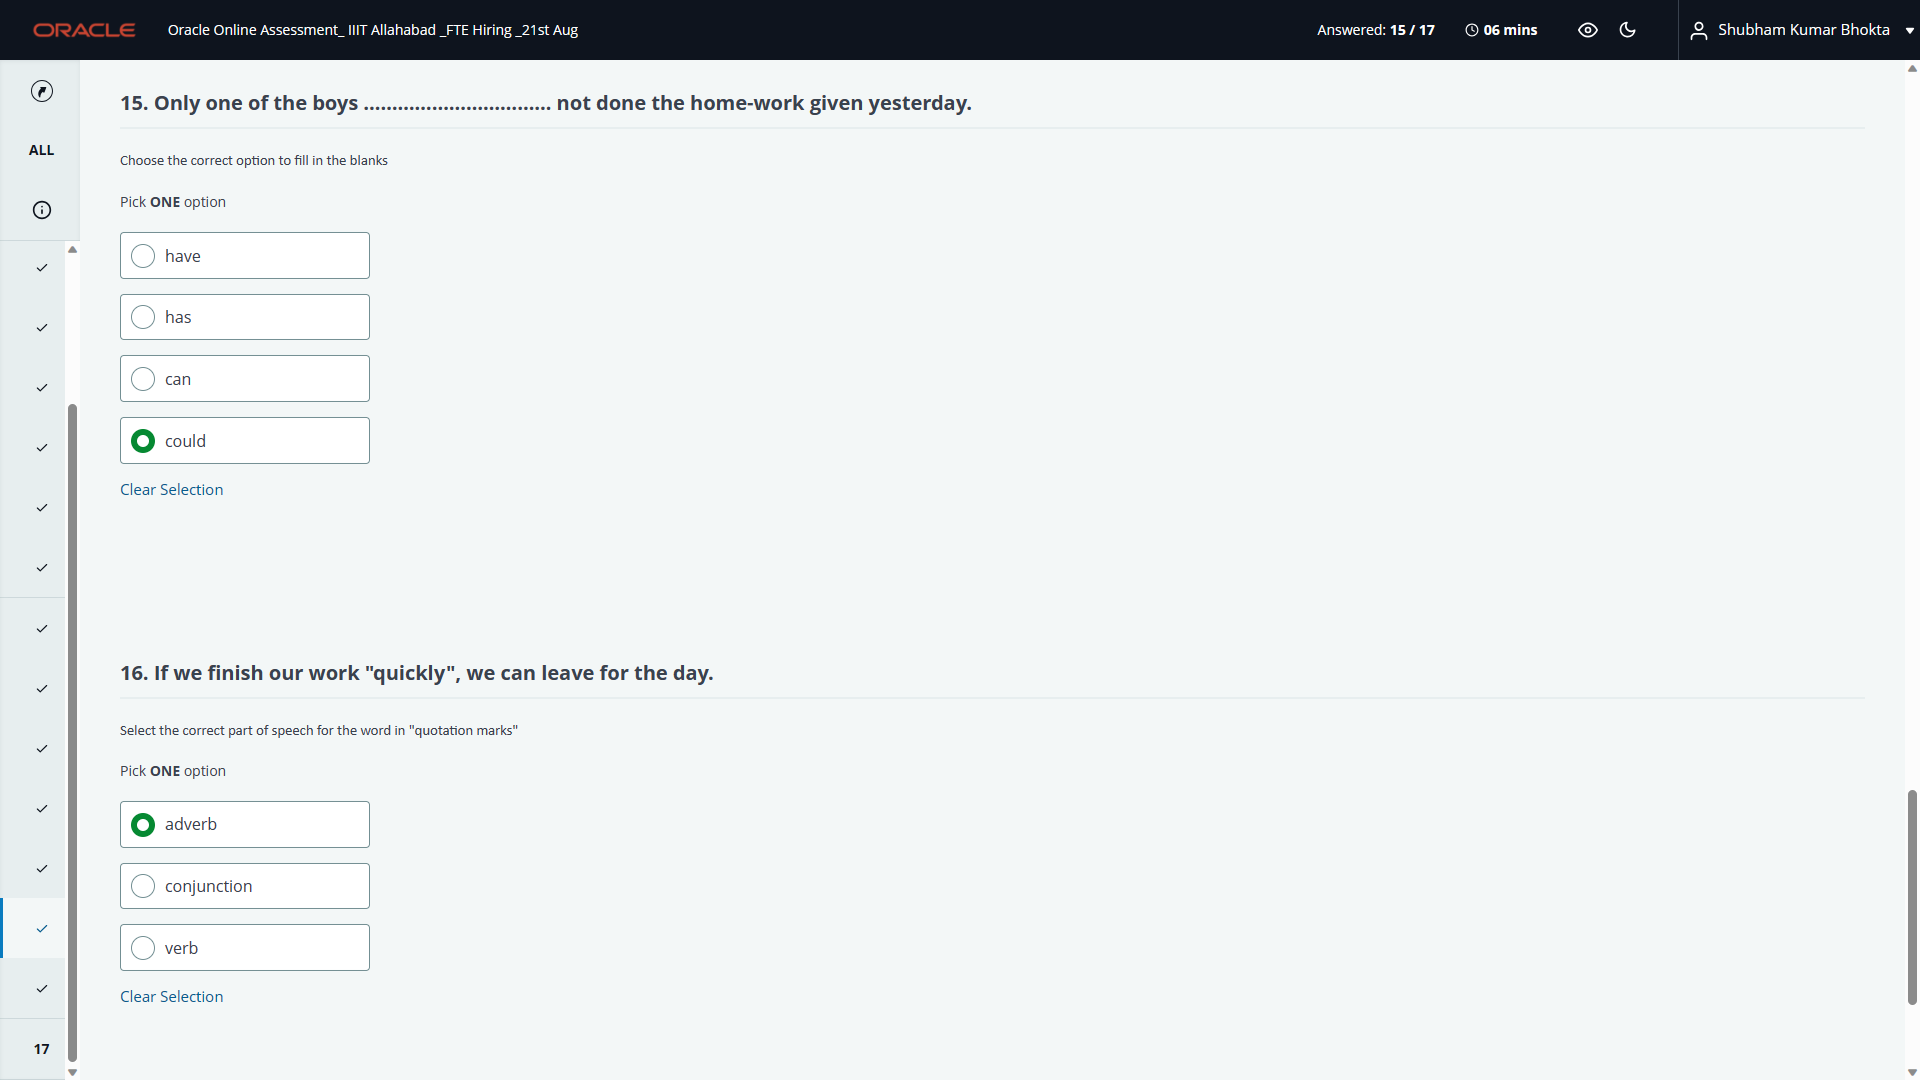 ORACLE
Oracle Online Assessment_ IIIT Allahabad _FTE Hiring _21st Aug
Answered: 15 / 17
06 mins
Shubham Kumar Bhokta
ALL
15. Only one of the boys ................................. not done the home-work given yesterday.
Choose the correct option to fill in the blanks
Pick ONE option
have
has
can
could
Clear Selection
16. If we finish our work "quickly", we can leave for the day.
Select the correct part of speech for the word in "quotation marks"
Pick ONE option
adverb
conjunction
verb
Clear Selection
17